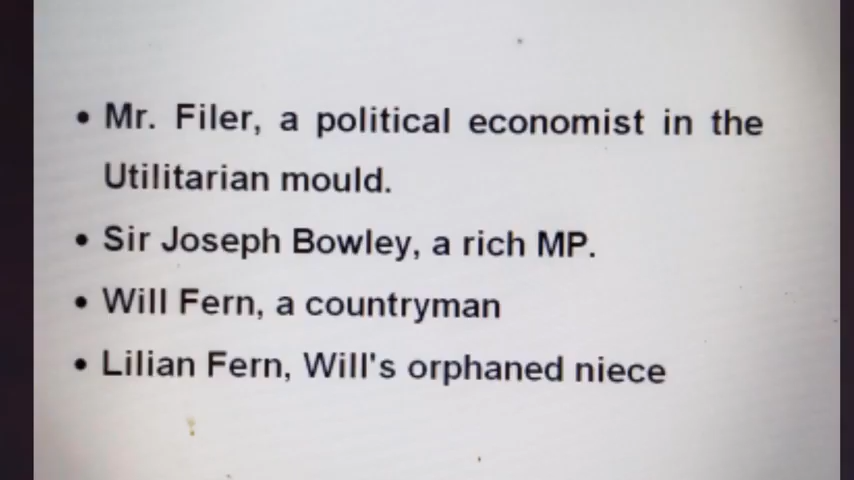 • Mr. Filer, a political economist in the
Utilitarian mould.
• Sir Joseph Bowley, a rich MP.
• Will Fern, a countryman
• Lilian Fern, Will's orphaned niece